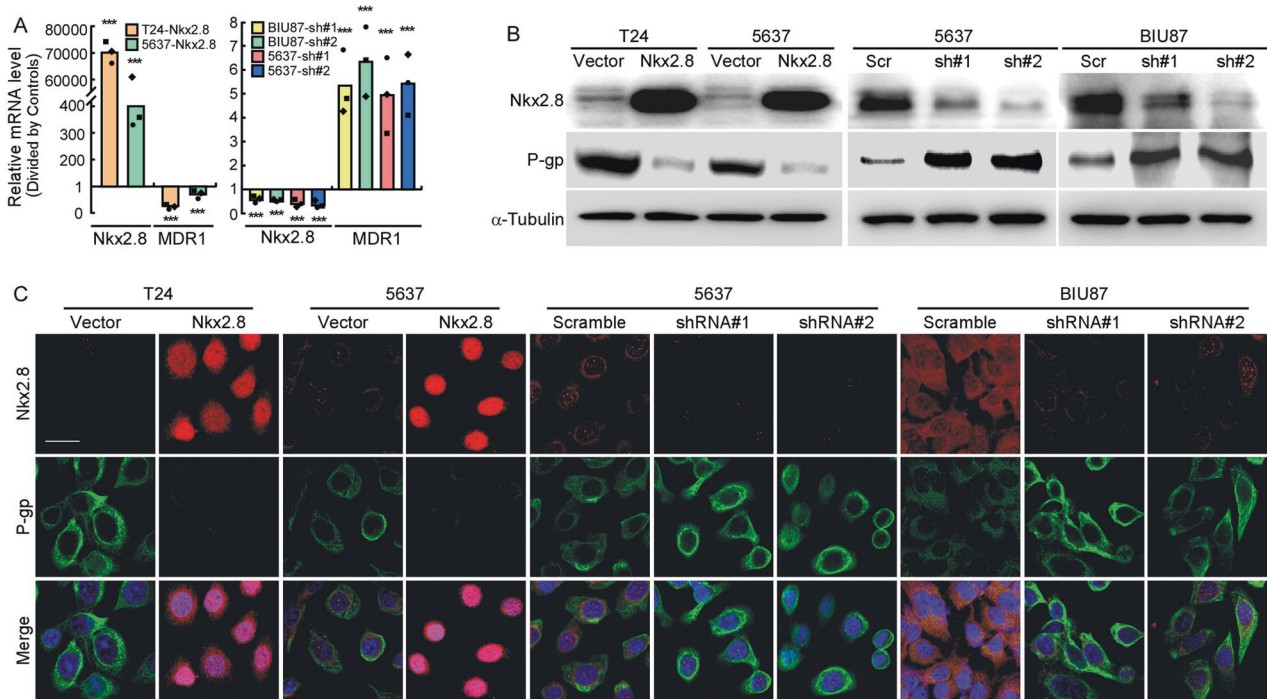 A
Relative mRNA level
(Divided by Controls)
80000
70000
60000
400
300
200
100
1
0
***
***
T24-Nkx2.8
5637-Nkx2.8
***
***
Nkx2.8 MDR1
8
7
6
5
4
3
2
1
0
BIU87-sh#1
BIU87-sh#2
5637-sh#1
5637-sh#2
*** *** *** ***
*** *** *** ***
Nkx2.8 MDR1
B
T24 5637 5637 BIU87
Vector Nkx2.8 Vector Nkx2.8 Scr sh#1 sh#2 Scr sh#1 sh#2
Nkx2.8
P-gp
α-Tubulin
C
T24 5637 5637 BIU87
Vector Nkx2.8 Vector Nkx2.8 Scramble shRNA#1 shRNA#2 Scramble shRNA#1 shRNA#2
Nkx2.8
P-gp
Merge